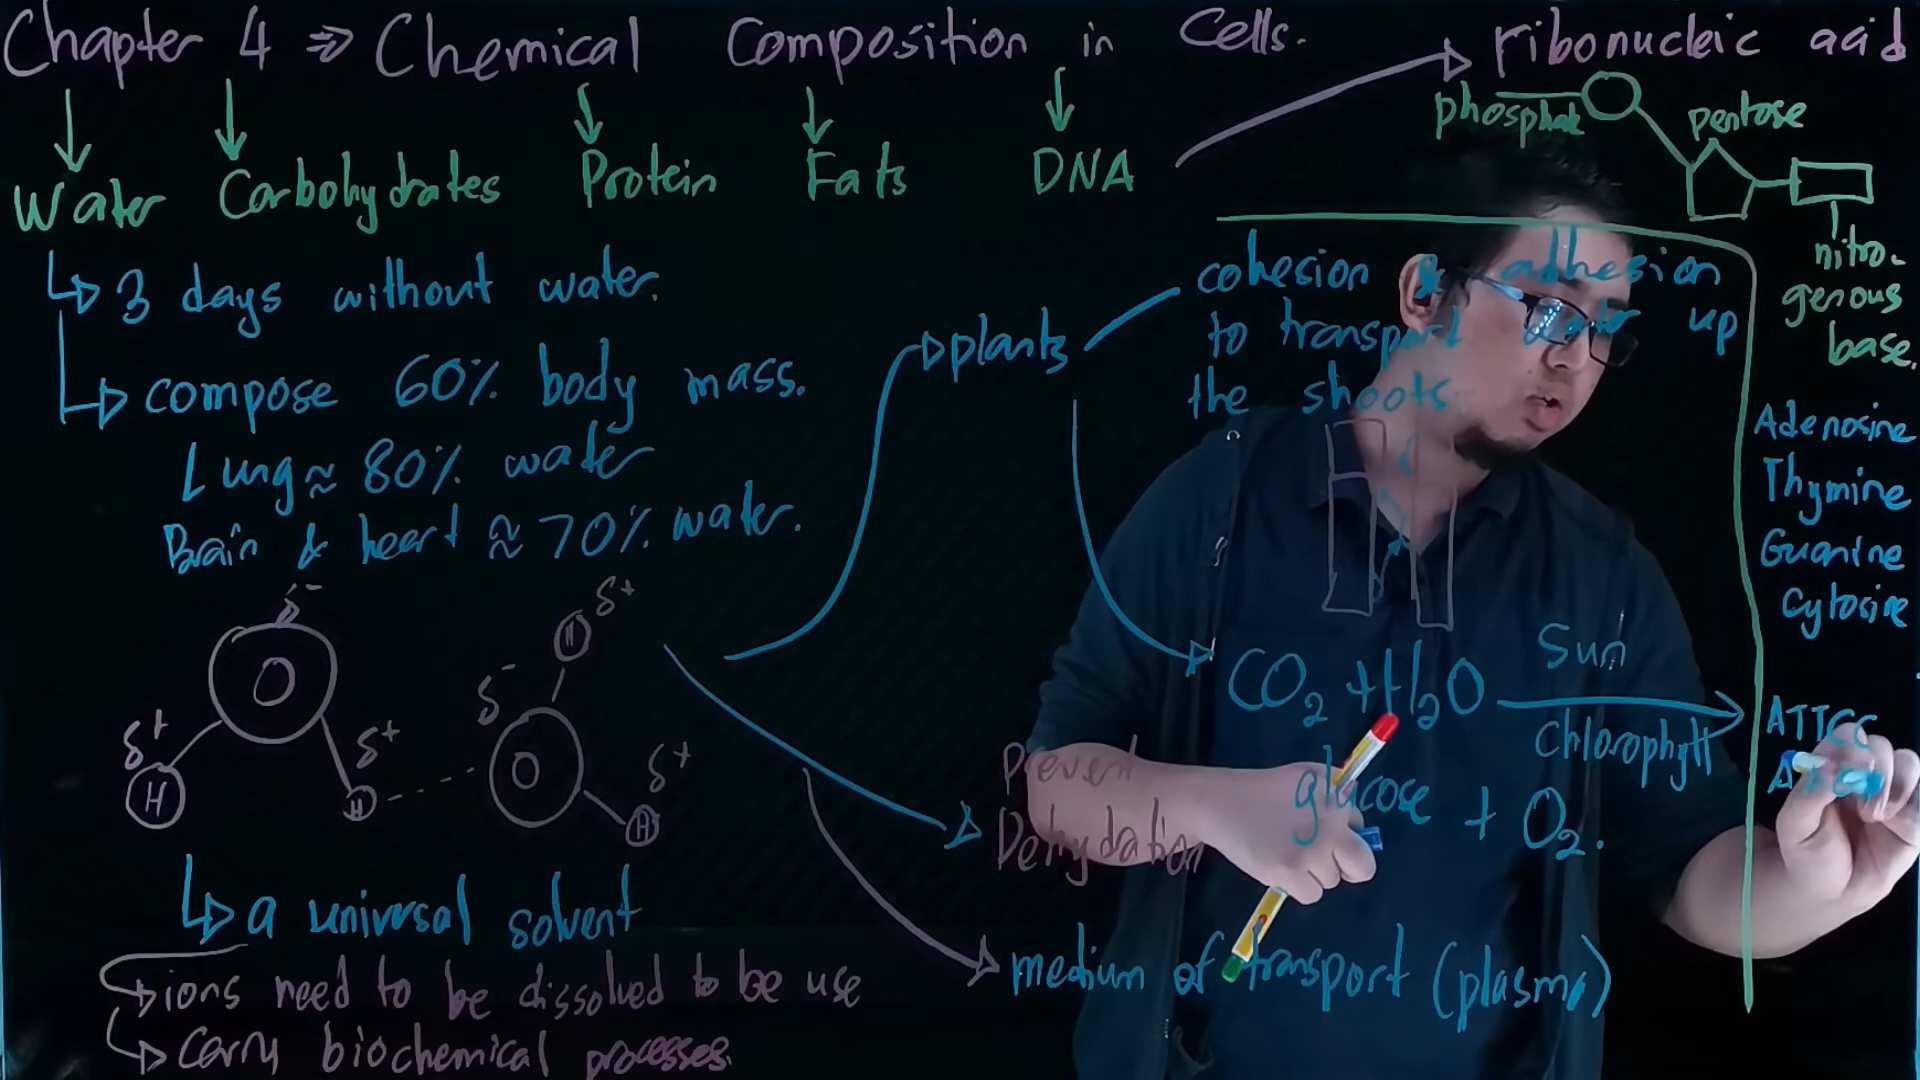 Chapter 4 ⇒ Chemical Composition in Cells.
Water Carbohydrates Protein Fats DNA
3 days without water.
compose 60% body mass.
Lung ≈ 80% water
Brain & heart ≈ 70% water.
δ-
O
δ+
H
δ+
H
δ-
O
H
δ+
δ+
H
a universal solvent
ions need to be dissolved to be use
carry biochemical processes.
plants
cohesion & adhesion
to transport water up
the shoots.
CO2 + H2O
Sun
Chlorophyll
glucose + O2.
Prevent
Dehydation
medium of transport (plasma)
ribonucleic acid
phosphate
pentose
nitro-
genous
base.
Adenosine
Thymine
Guanine
Cytosine